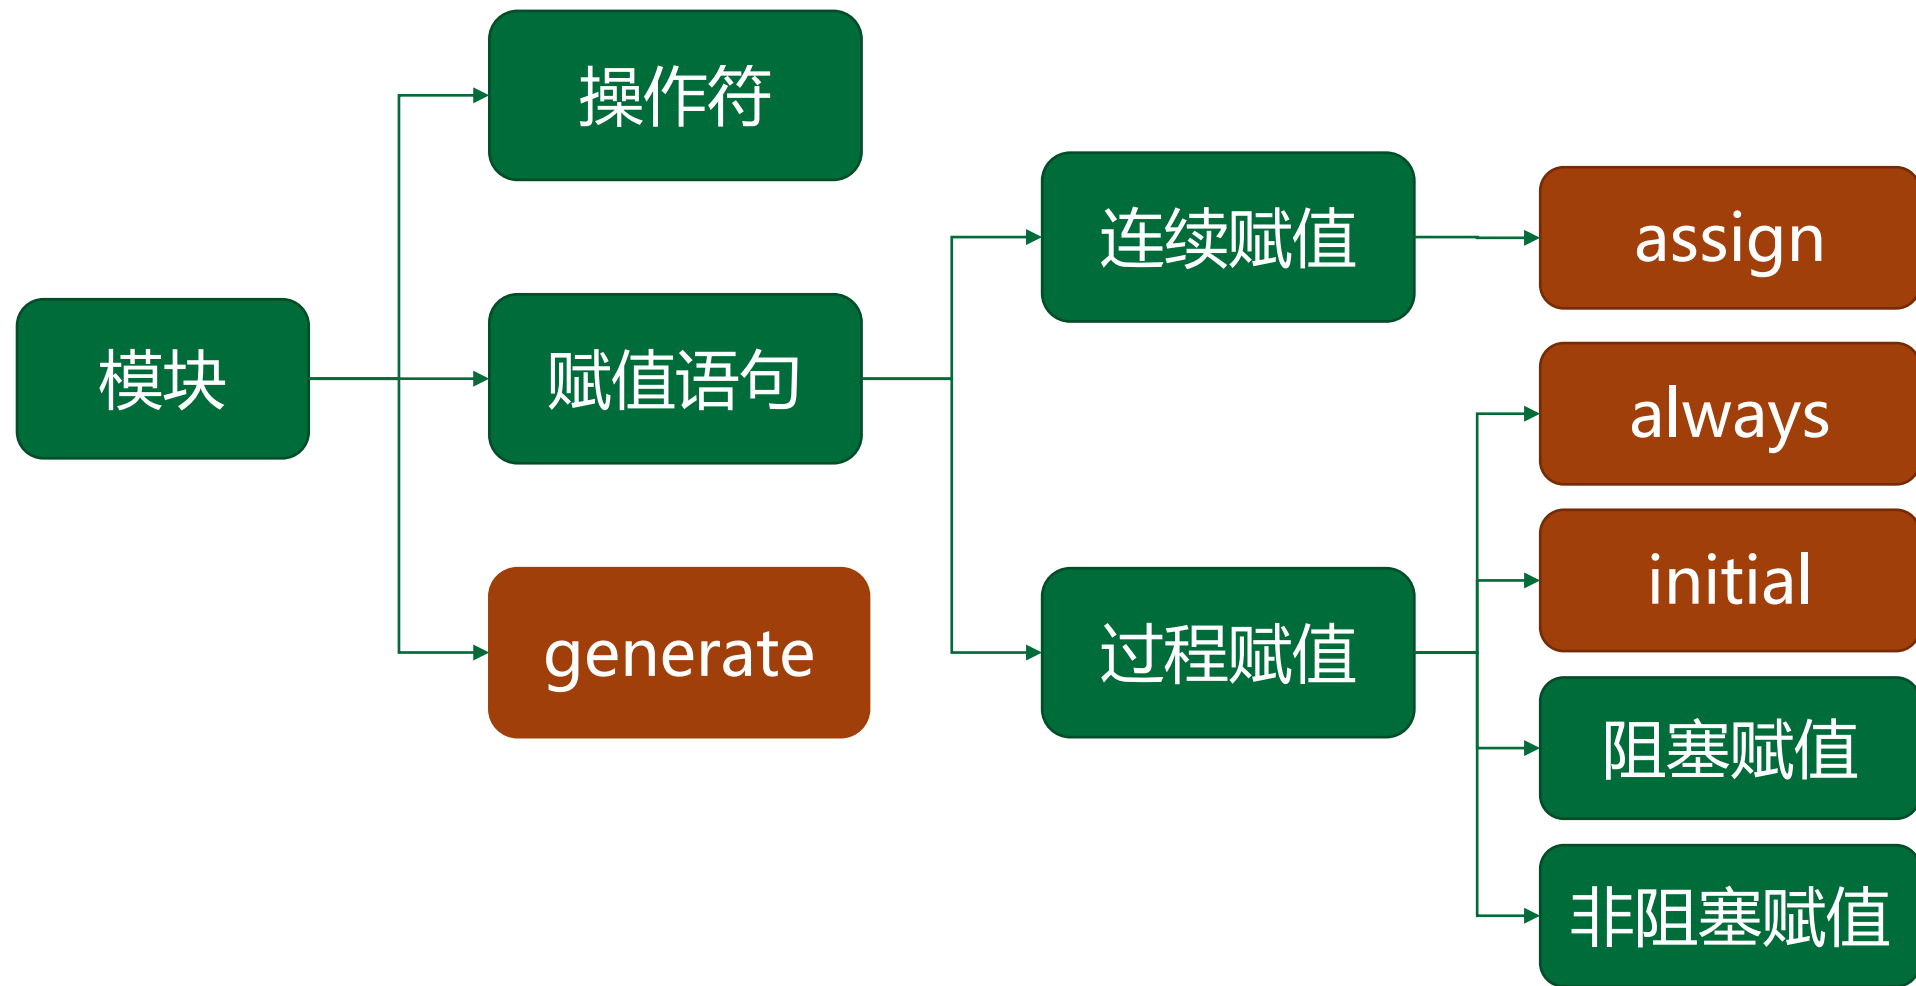 模块
操作符
赋值语句
generate
连续赋值
过程赋值
assign
always
initial
阻塞赋值
非阻塞赋值